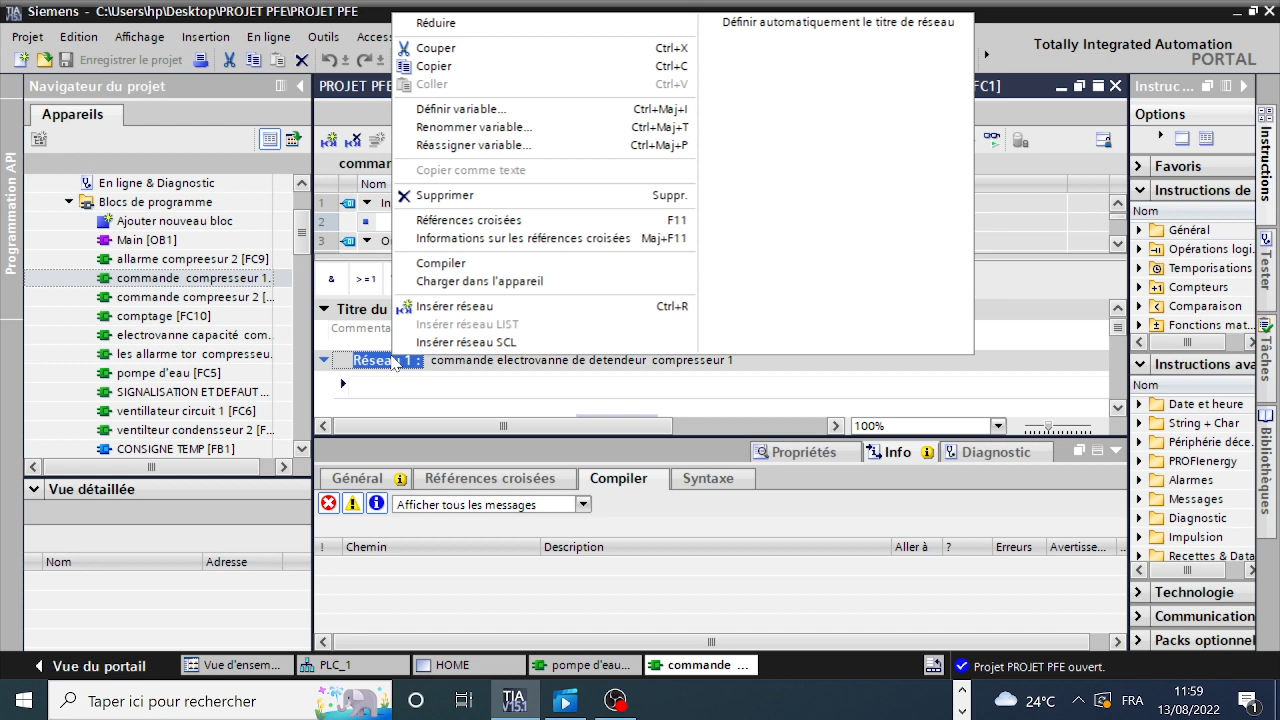 Siemens - C:\Users\hp\Desktop\PROJET PFE\PROJET PFE
Projet Edition Affichage Insertion En ligne Outils
Totally Integrated Automation
PORTAL
Enregistrer le projet
Navigateur du projet
Appareils
Programmation API
En ligne & Diagnostic
Blocs de programme
Ajouter nouveau bloc
Main [OB1]
allarme compreesur 2 [FC9]
commande compresseur 1.
commande compreesur 2 [...
comptage [FC10]
electrovanne capacité com...
les allarme tor compresseu.
pompe d'eau [FC5]
SIGNALISATION ET DEFAUT ...
ventillateur circuit 1 [FC6]
ventilteur condensseur 2 [F...
CONSIGNE TEMP [FB1]
Vue détaillée
Nom Adresse
PROJET PFE
FC1]
Nom
1 In
2
3 O
& >=1
Titre du
Réduire
Couper Ctrl+X
Copier Ctrl+C
Coller Ctrl+V
Définir variable... Ctrl+Maj+I
Renommer variable... Ctrl+Maj+T
Réassigner variable... Ctrl+Maj+P
Copier comme texte
Supprimer Suppr.
Références croisées F11
Informations sur les références croisées Maj+F11
Compiler
Charger dans l'appareil
Insérer réseau Ctrl+R
Insérer réseau LIST
Insérer réseau SCL
Définir automatiquement le titre de réseau
Réseau 1 : commande electrovanne de detendeur compresseur 1
100%
Propriétés Info Diagnostic
Général Références croisées Compiler Syntaxe
Afficher tous les messages
! Chemin Description Aller à ? Erreurs Avertisse... ..
Instruc...
Options
Favoris
Instructions de
Nom
Général
Opérations logi.
Temporisations
Compteurs
Comparaison
Fonctions mat...
Instructions ava
Nom
Date et heure
String + Char
Périphérie déce.
PROFIenergy
Alarmes
Messages
Diagnostic
Impulsion
Recettes & Data
Technologie
Communication
Packs optionnel
Instructions
Tester
Tâches
Bibliothèques
Vue du portail
Vue d'ensem...
PLC_1
HOME
pompe d'eau...
commande ...
Projet PROJET PFE ouvert.
Taper ici pour rechercher
TIA V15.1
24°C
FRA
11:59
13/08/2022
1